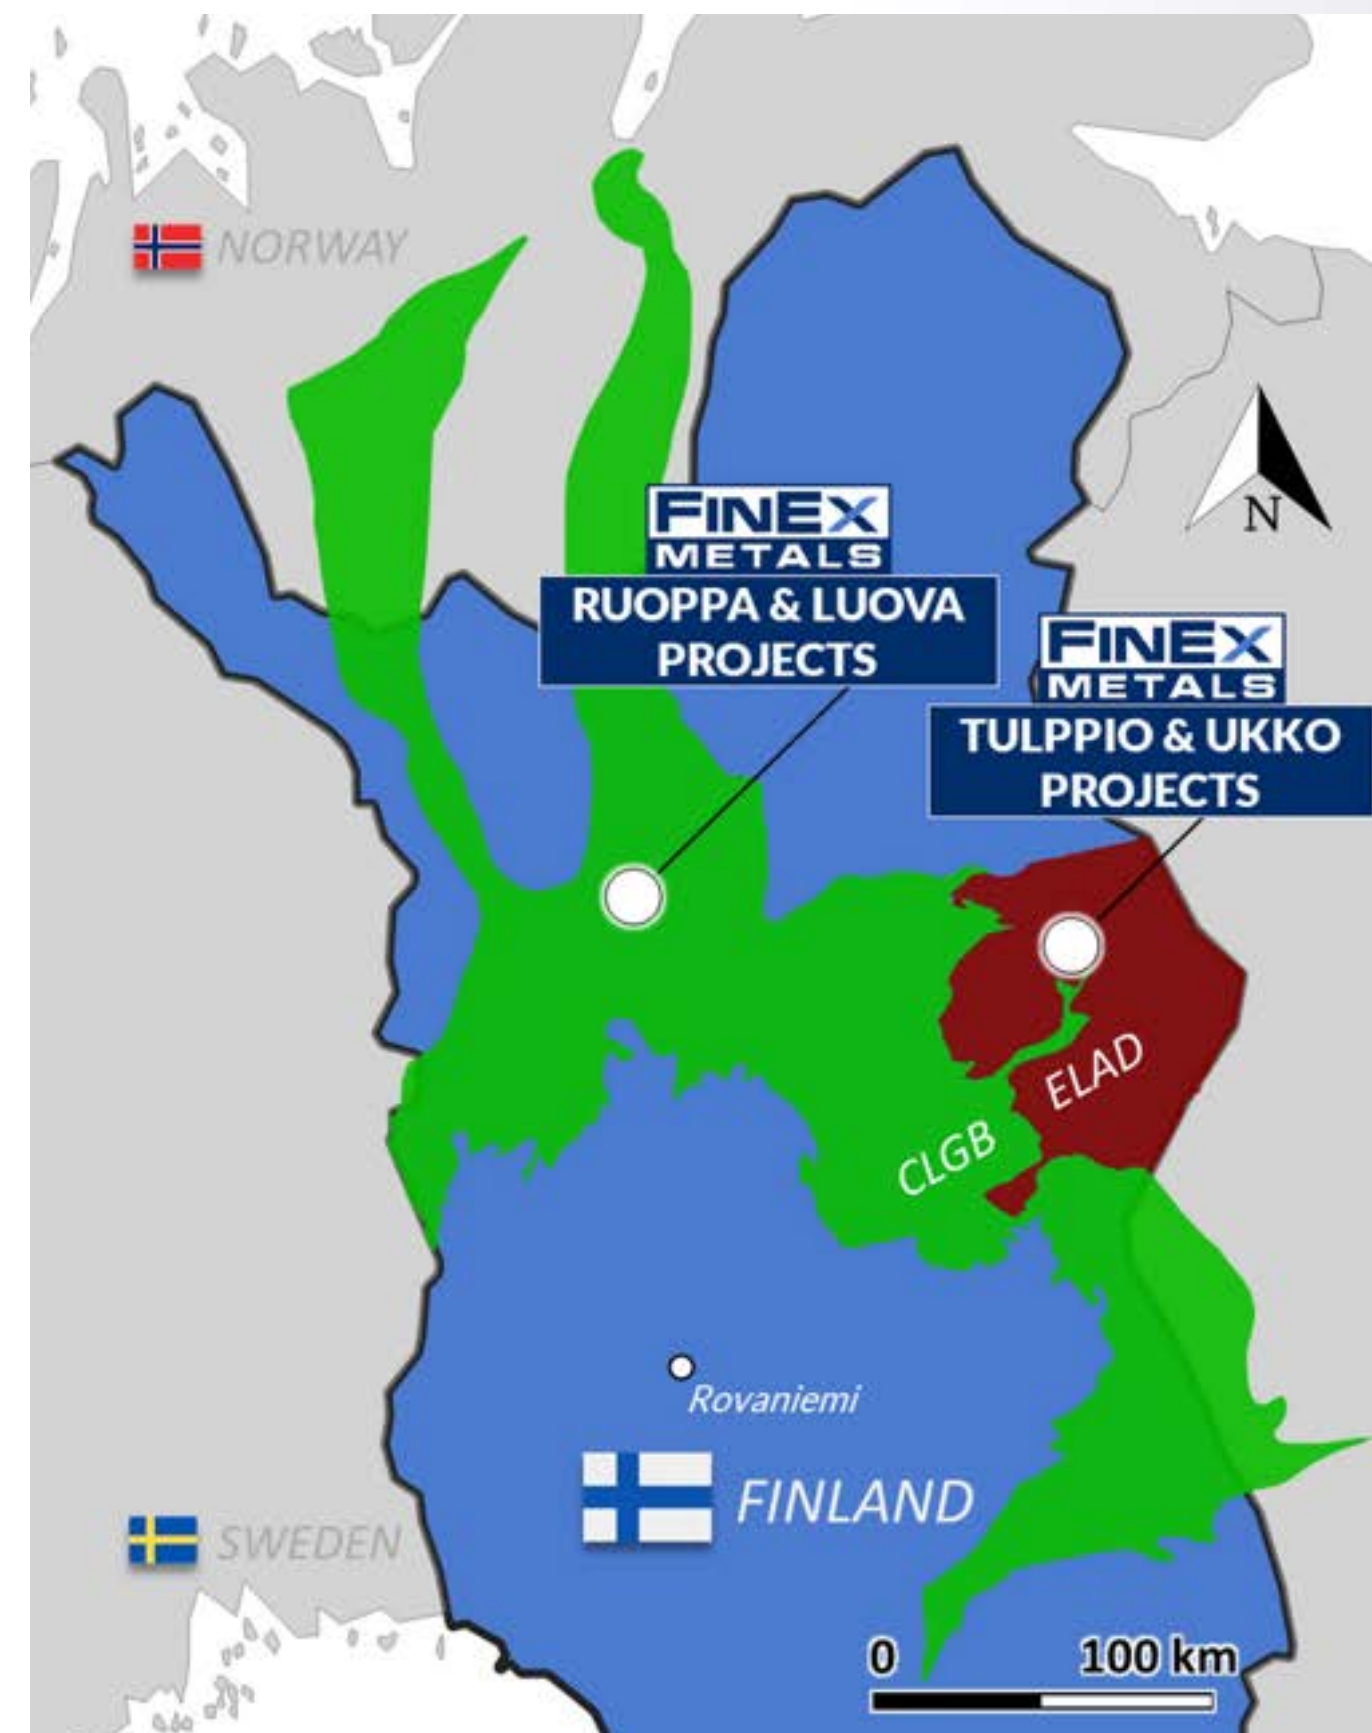 NORWAY
N
FINEX
METALS
RUOPPA & LUOVA
PROJECTS
FINEX
METALS
TULPPIO & UKKO
PROJECTS
ELAD
CLGB
Rovaniemi
FINLAND
SWEDEN
0 100 km